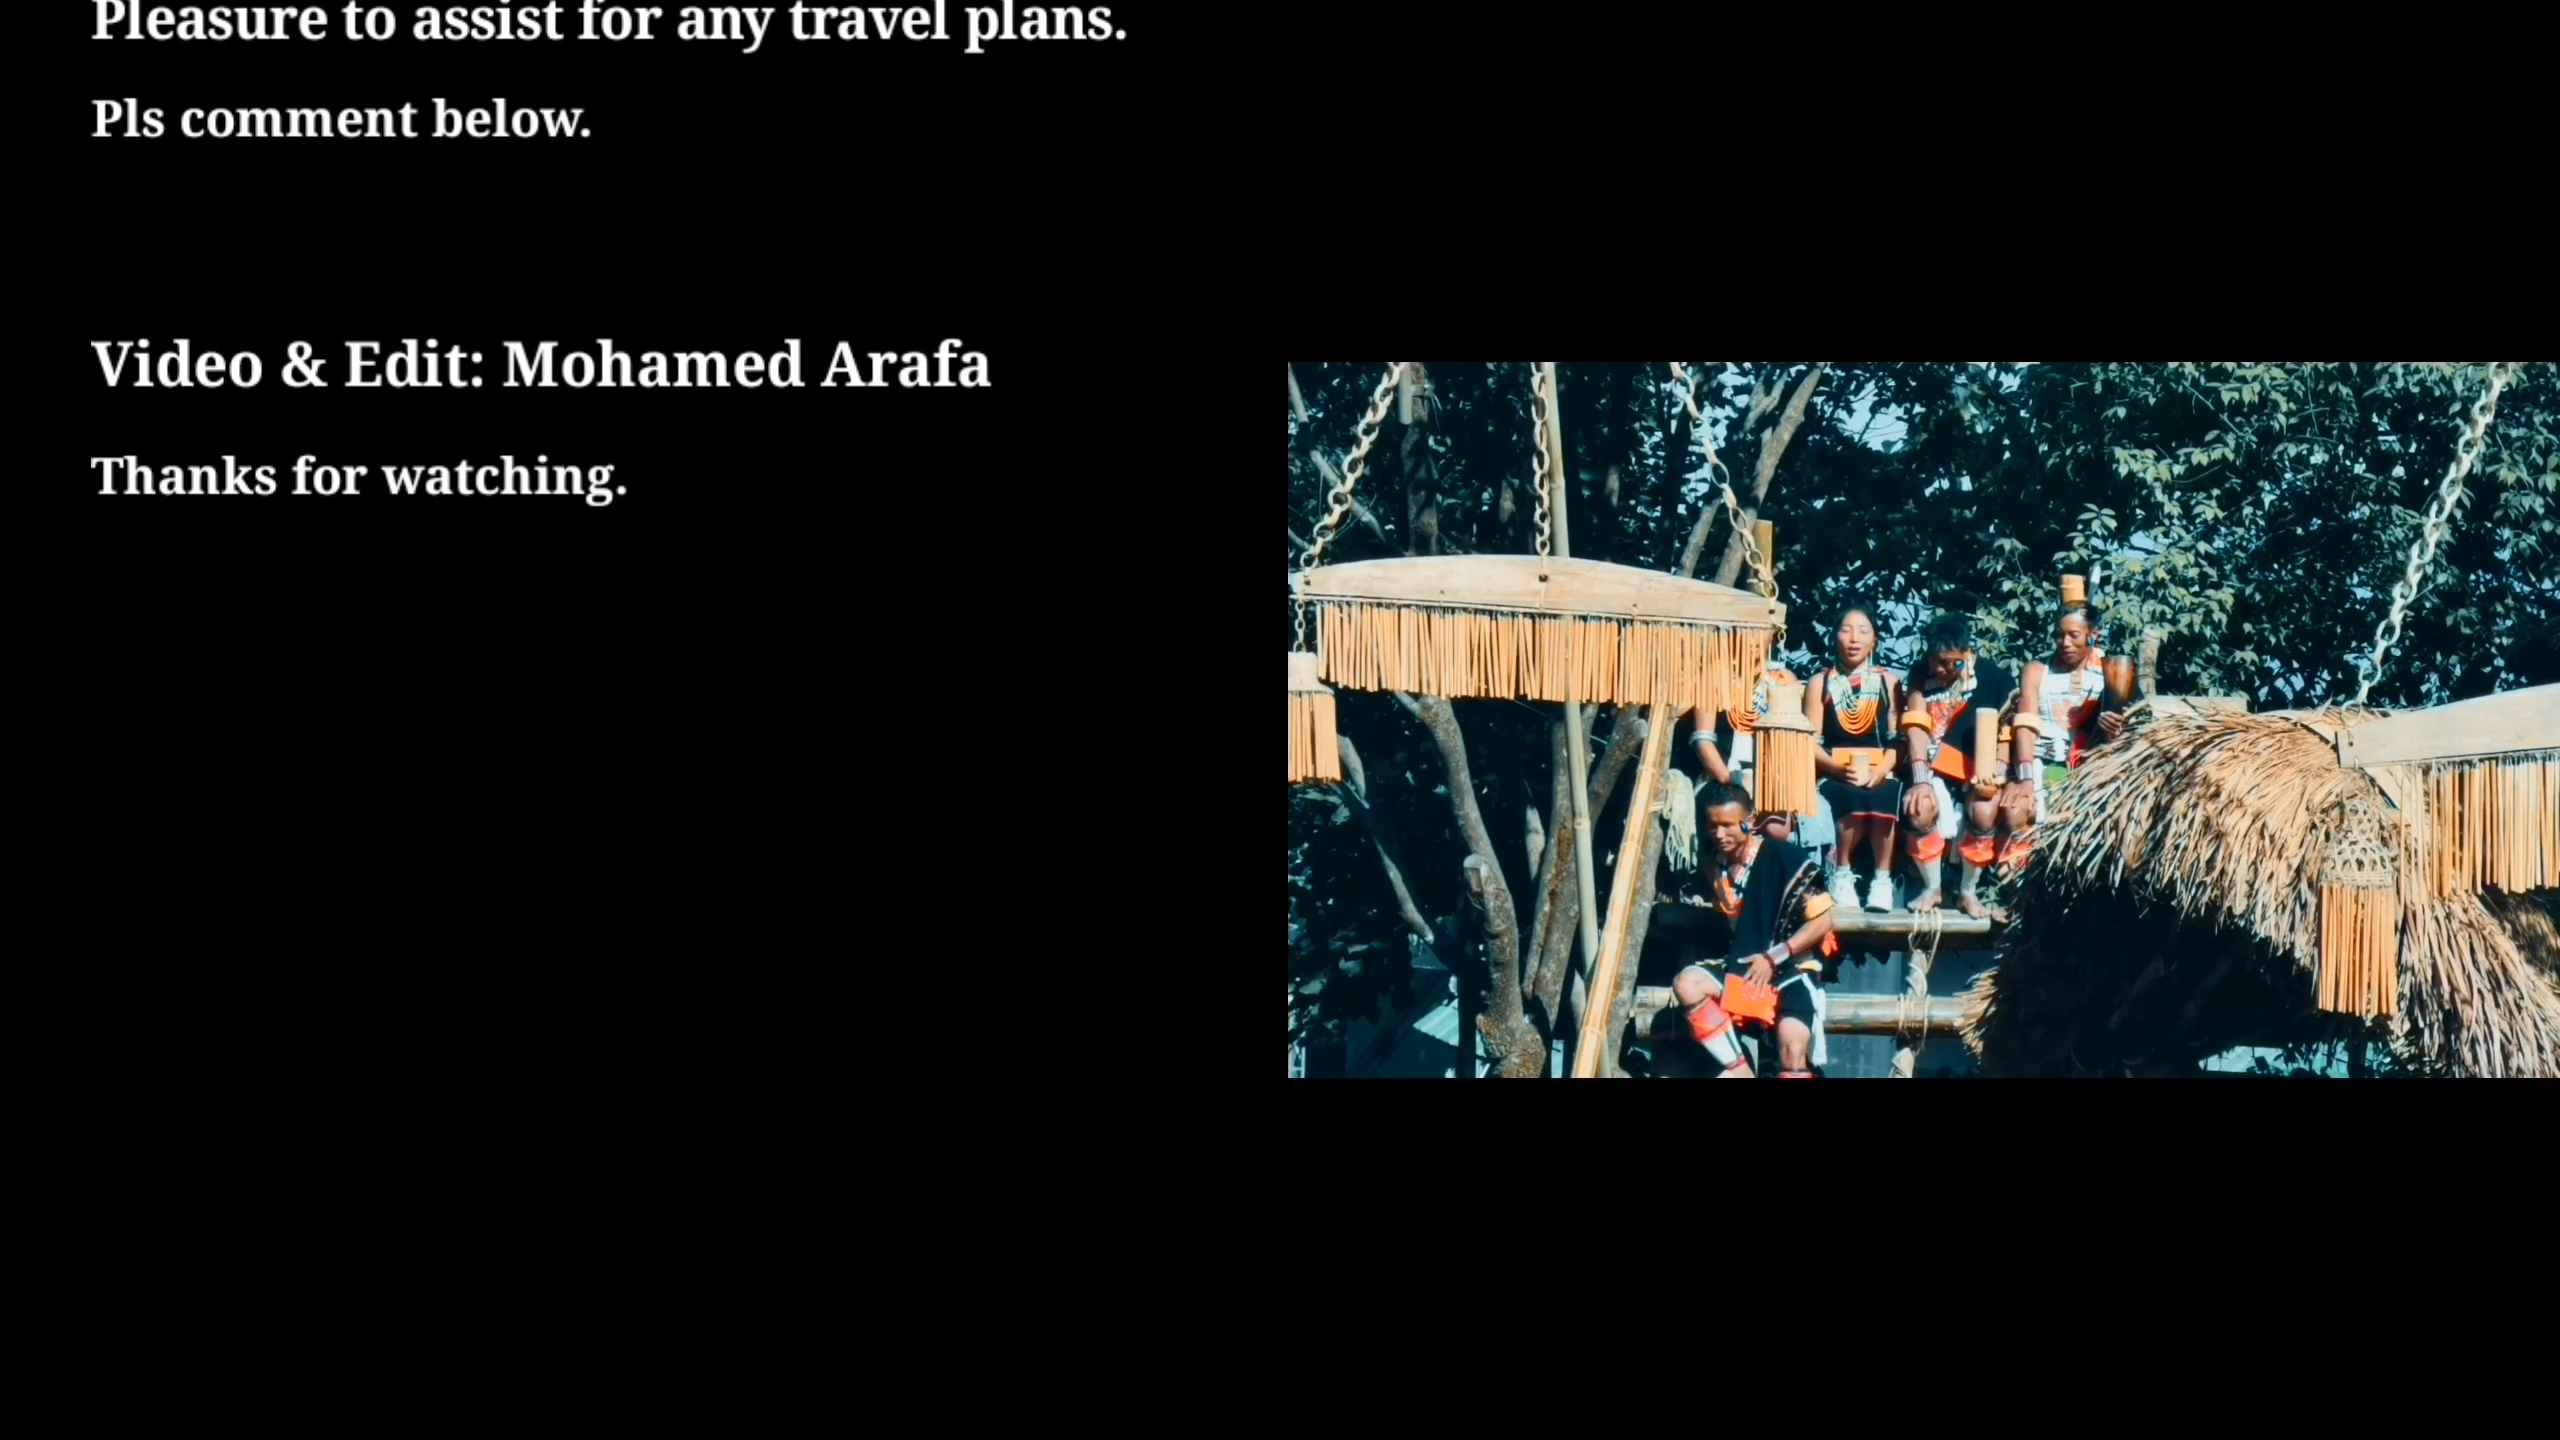 Pleasure to assist for any travel plans.
Pls comment below.
Video & Edit: Mohamed Arafa
Thanks for watching.